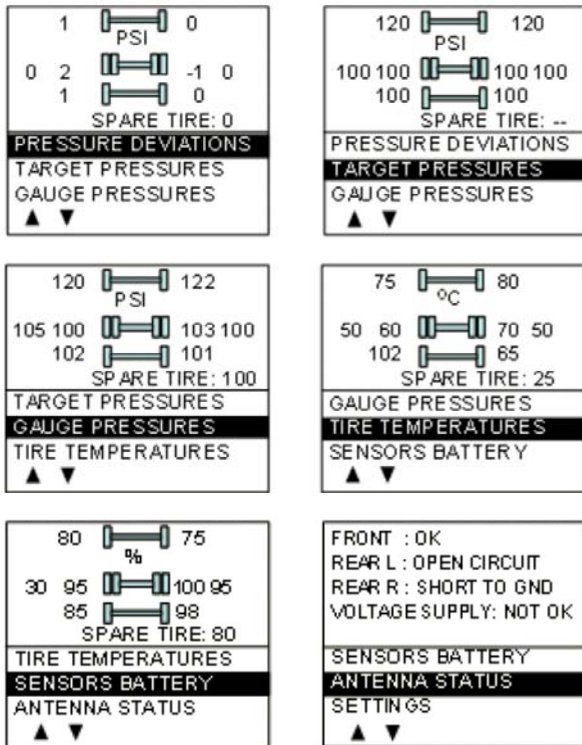 1 0
PSI
0 2 -1 0
1 0
SPARE TIRE: 0
PRESSURE DEVIATIONS
TARGET PRESSURES
GAUGE PRESSURES
120 120
PSI
100 100 100 100
100 100
SPARE TIRE: --
PRESSURE DEVIATIONS
TARGET PRESSURES
GAUGE PRESSURES
120 122
PSI
105 100 103 100
102 101
SPARE TIRE: 100
TARGET PRESSURES
GAUGE PRESSURES
TIRE TEMPERATURES
75 80
ºC
50 60 70 50
102 65
SPARE TIRE: 25
GAUGE PRESSURES
TIRE TEMPERATURES
SENSORS BATTERY
80 75
%
30 95 100 95
85 98
SPARE TIRE: 80
TIRE TEMPERATURES
SENSORS BATTERY
ANTENNA STATUS
FRONT : OK
REAR L : OPEN CIRCUIT
REAR R : SHORT TO GND
VOLTAGE SUPPLY: NOT OK
SENSORS BATTERY
ANTENNA STATUS
SETTINGS